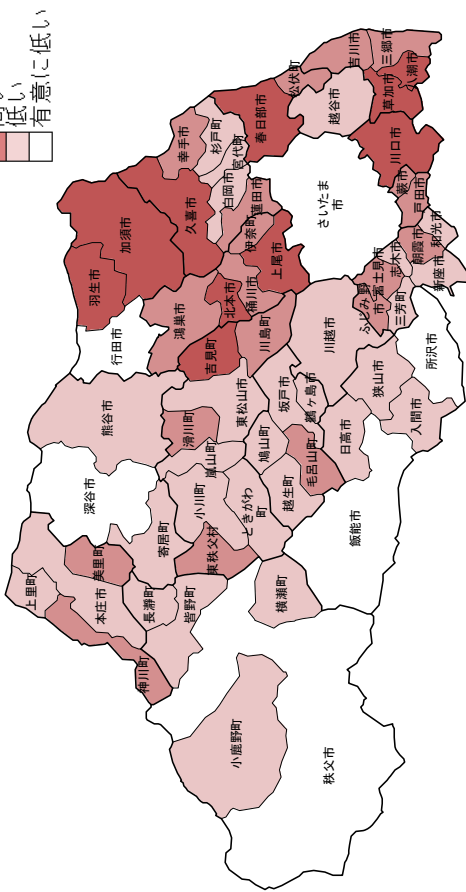 低い
有意に低い
上里町
本庄市
美里町
神川町
深谷市
熊谷市
寄居町
長瀞町
皆野町
小鹿野町
秩父市
横瀬町
東秩父村
小川町
ときがわ
町
嵐山町
滑川町
東松山市
鳩山町
越生町
毛呂山町
坂戸市
鶴ヶ島市
日高市
飯能市
狭山市
入間市
所沢市
行田市
羽生市
加須市
鴻巣市
吉見町
北本市
桶川市
川島町
川越市
久喜市
幸手市
杉戸町
宮代町
白岡市
蓮田市
伊奈町
上尾市
春日部市
松伏町
さいたま
市
越谷市
吉川市
三郷市
八潮市
草加市
川口市
蕨市
戸田市
ふじみ野
市
富士見市
三芳町
志木市
朝霞市
新座市
和光市